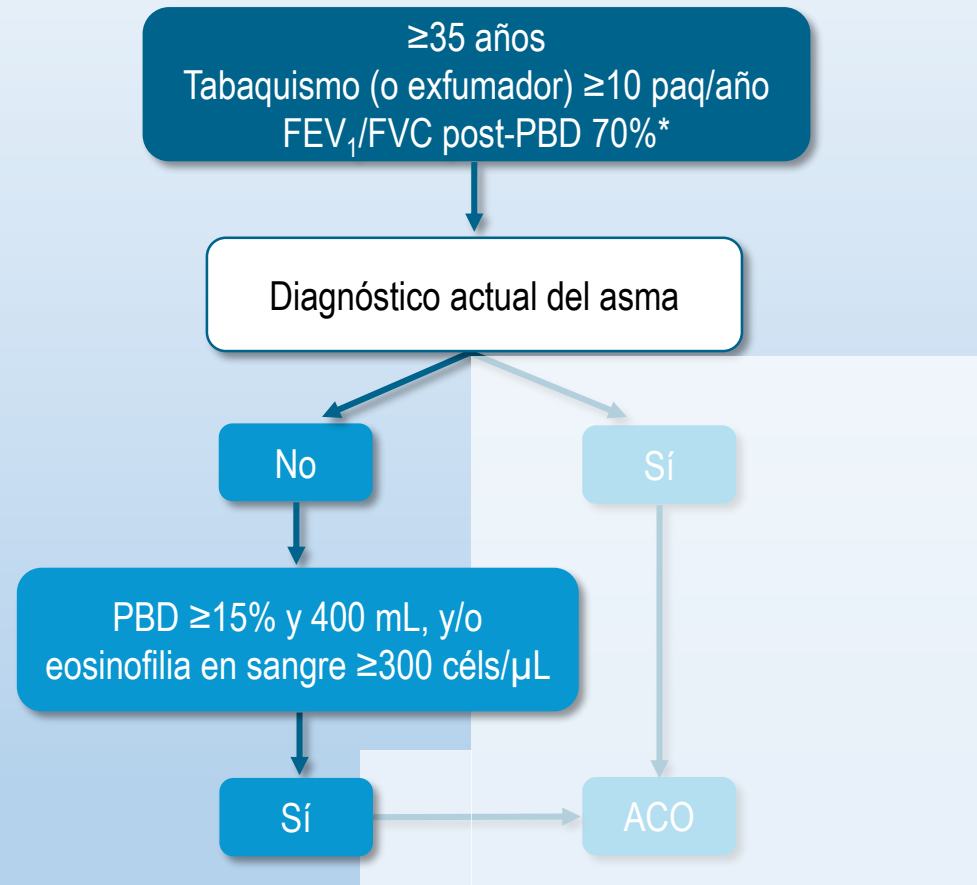 ≥35 años
Tabaquismo (o exfumador) ≥10 paq/año
FEV₁/FVC post-PBD 70%*
Diagnóstico actual del asma
No
Sí
PBD ≥15% y 400 mL, y/o
eosinofilia en sangre ≥300 céls/µL
Sí
ACO